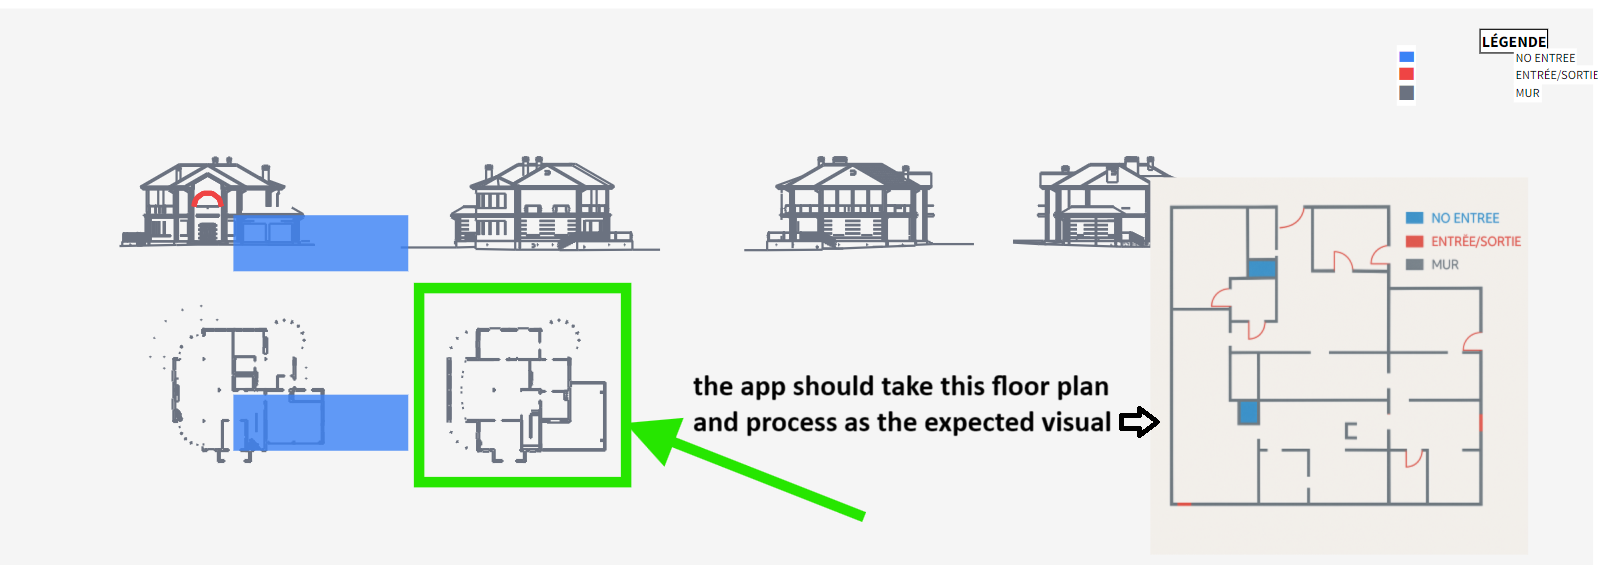 LÉGENDE
NO ENTREE
ENTRÉE/SORTIE
MUR
NO ENTREE
ENTRÊE/SORTIE
MUR
the app should take this floor plan
and process as the expected visual